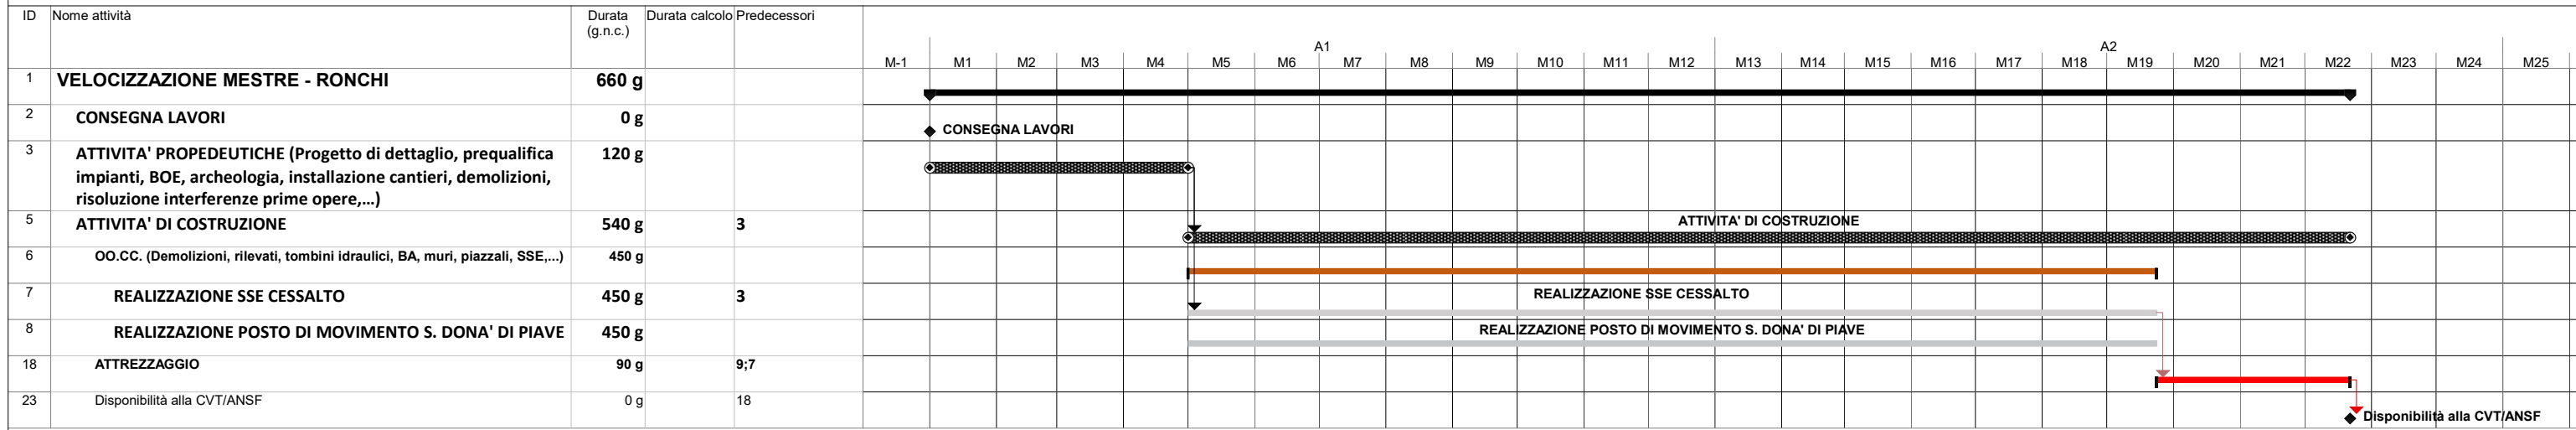 ID Nome attività Durata Durata calcolo Predecessori
(g.n.c.)
A1 A2
M-1 M1 M2 M3 M4 M5 M6 M7 M8 M9 M10 M11 M12 M13 M14 M15 M16 M17 M18 M19 M20 M21 M22 M23 M24 M25
1 VELOCIZZAZIONE MESTRE - RONCHI 660 g
2 CONSEGNA LAVORI 0 g
CONSEGNA LAVORI
3 ATTIVITA' PROPEDEUTICHE (Progetto di dettaglio, prequalifica 120 g
impianti, BOE, archeologia, installazione cantieri, demolizioni,
risoluzione interferenze prime opere,...)
5 ATTIVITA' DI COSTRUZIONE 540 g 3
ATTIVITA' DI COSTRUZIONE
6 OO.CC. (Demolizioni, rilevati, tombini idraulici, BA, muri, piazzali, SSE,...) 450 g
7 REALIZZAZIONE SSE CESSALTO 450 g 3
REALIZZAZIONE SSE CESSALTO
8 REALIZZAZIONE POSTO DI MOVIMENTO S. DONA' DI PIAVE 450 g
REALIZZAZIONE POSTO DI MOVIMENTO S. DONA' DI PIAVE
18 ATTREZZAGGIO 90 g 9;7
23 Disponibilità alla CVT/ANSF 0 g 18
Disponibilità alla CVT/ANSF